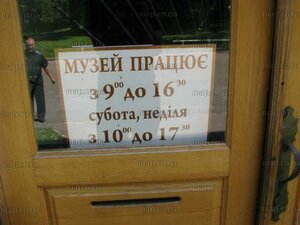 МУЗЕЙ ПРАЦЮЄ
з 9⁰⁰ до 16³⁰
субота, неділя
з 10⁰⁰ до 17³⁰